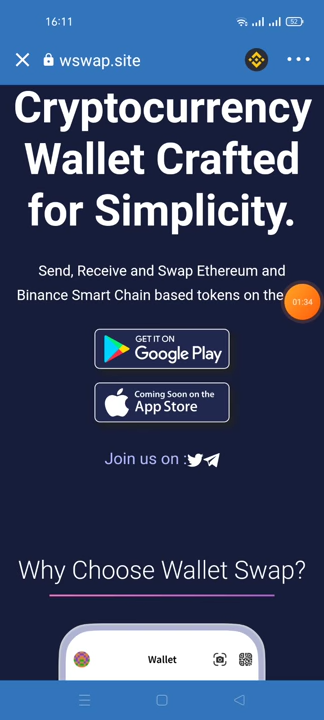 16:11
52
wswap.site
Cryptocurrency
Wallet Crafted
for Simplicity.
Send, Receive and Swap Ethereum and
Binance Smart Chain based tokens on the
01:34
GET IT ON
Google Play
Coming Soon on the
App Store
Join us on :
Why Choose Wallet Swap?
Wallet